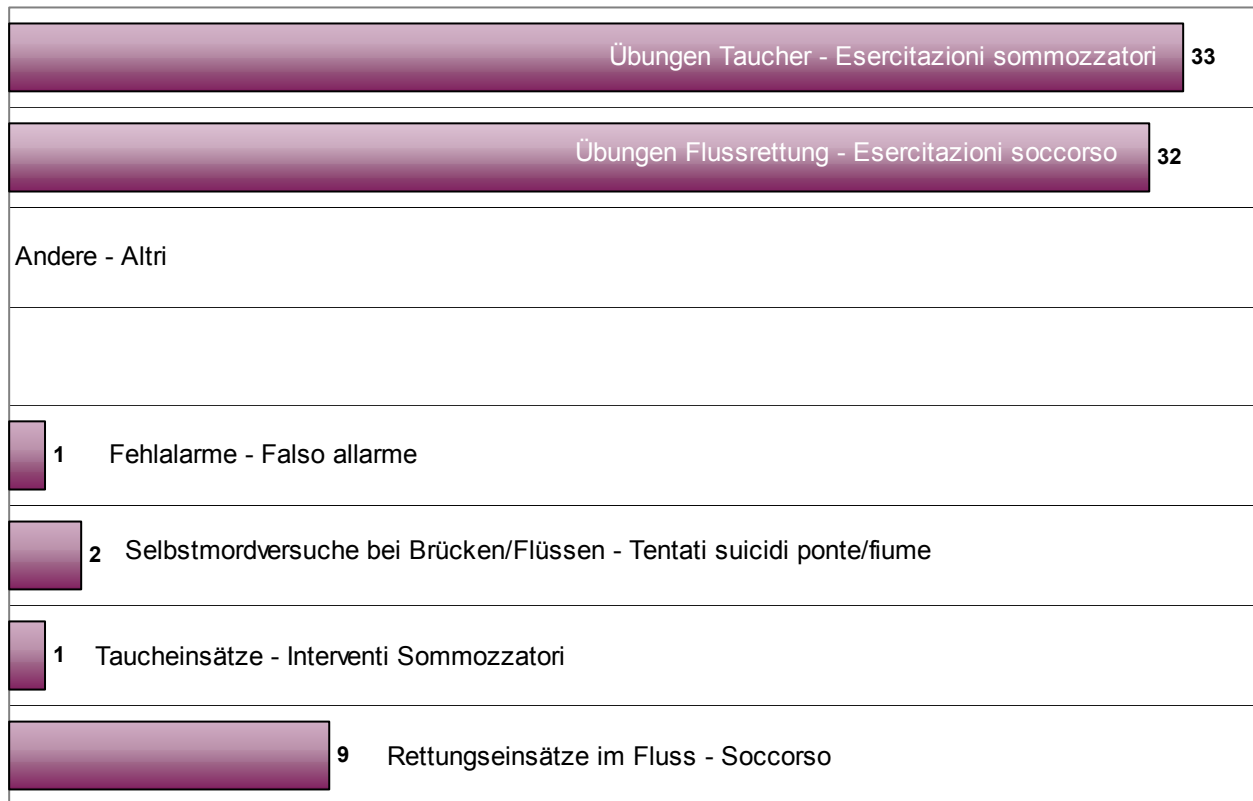 Übungen Taucher - Esercitazioni sommozzatori 33
Übungen Flussrettung - Esercitazioni soccorso 32
Andere - Altri
1 Fehlalarme - Falso allarme
2 Selbstmordversuche bei Brücken/Flüssen - Tentati suicidi ponte/fiume
1 Taucheinsätze - Interventi Sommozzatori
9 Rettungseinsätze im Fluss - Soccorso